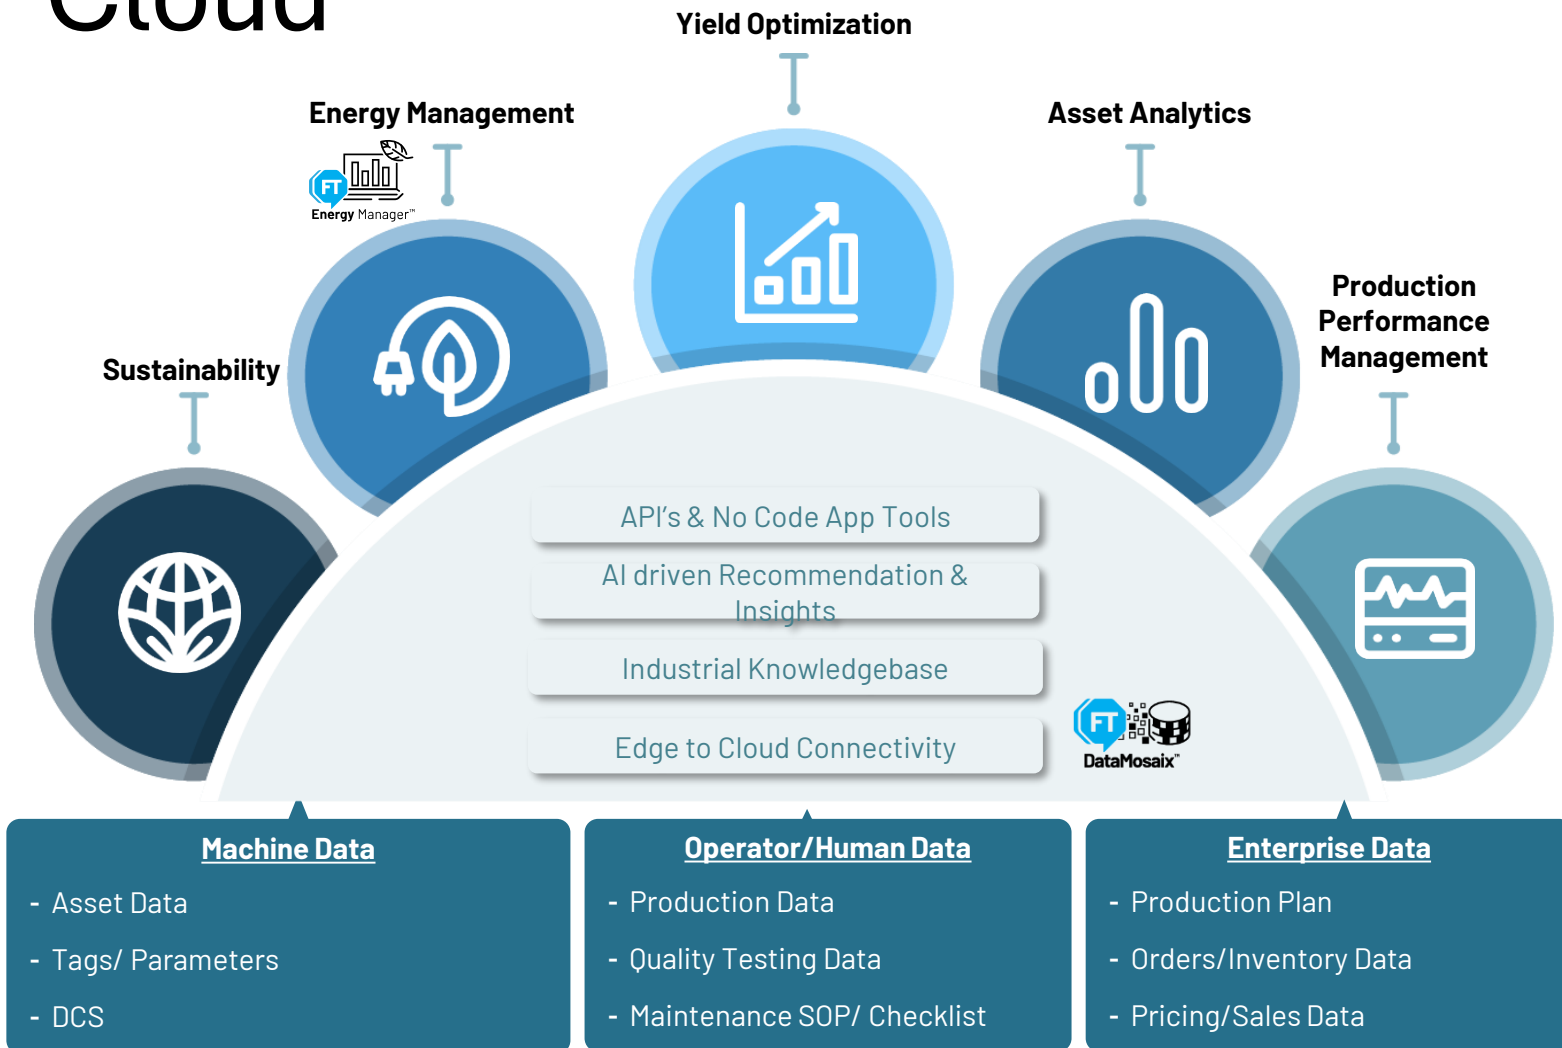 Cloud
Yield Optimization
Energy Management
Asset Analytics
FT
Energy Manager™
Production
Performance
Management
Sustainability
API's & No Code App Tools
AI driven Recommendation &
Insights
Industrial Knowledgebase
Edge to Cloud Connectivity
FT
DataMosaix™
Machine Data
- Asset Data
- Tags/ Parameters
- DCS
Operator/Human Data
- Production Data
- Quality Testing Data
- Maintenance SOP/ Checklist
Enterprise Data
- Production Plan
- Orders/Inventory Data
- Pricing/Sales Data